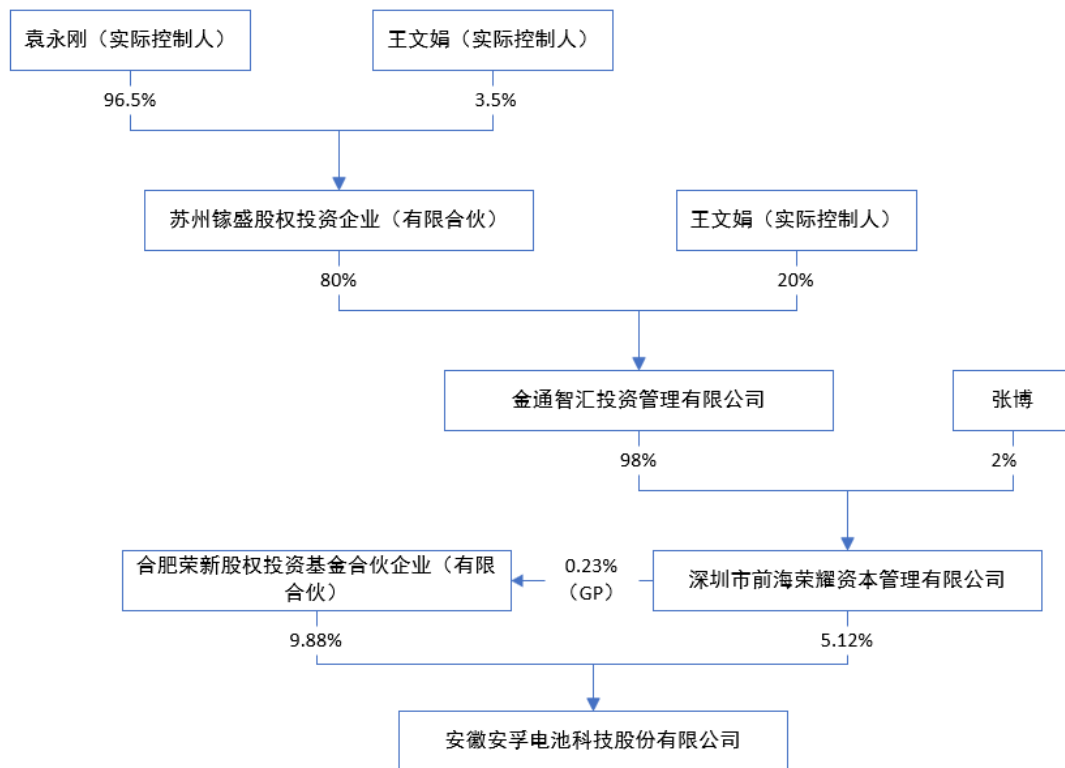 袁永刚（实际控制人）
王文娟（实际控制人）
96.5%
3.5%
苏州镓盛股权投资企业（有限合伙）
王文娟（实际控制人）
80%
20%
金通智汇投资管理有限公司
张博
98%
2%
合肥荣新股权投资基金合伙企业（有限
合伙）
0.23%
（GP）
深圳市前海荣耀资本管理有限公司
9.88%
5.12%
安徽安孚电池科技股份有限公司